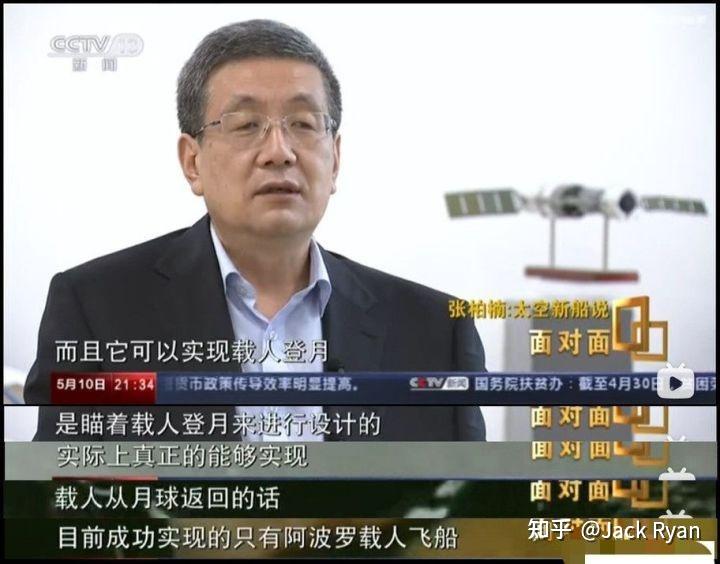 CCTV 13
新闻
张柏楠:太空新船说
面对面
而且它可以实现载人登月
5月10日 21:34 货币政策传导效率明显提高。 CCTV新闻 国务院扶贫办：截至4月30日
是瞄着载人登月来进行设计的
面对面
实际上真正的能够实现
面对面
载人从月球返回的话
面对面
目前成功实现的只有阿波罗载人飞船
知乎 @Jack Ryan